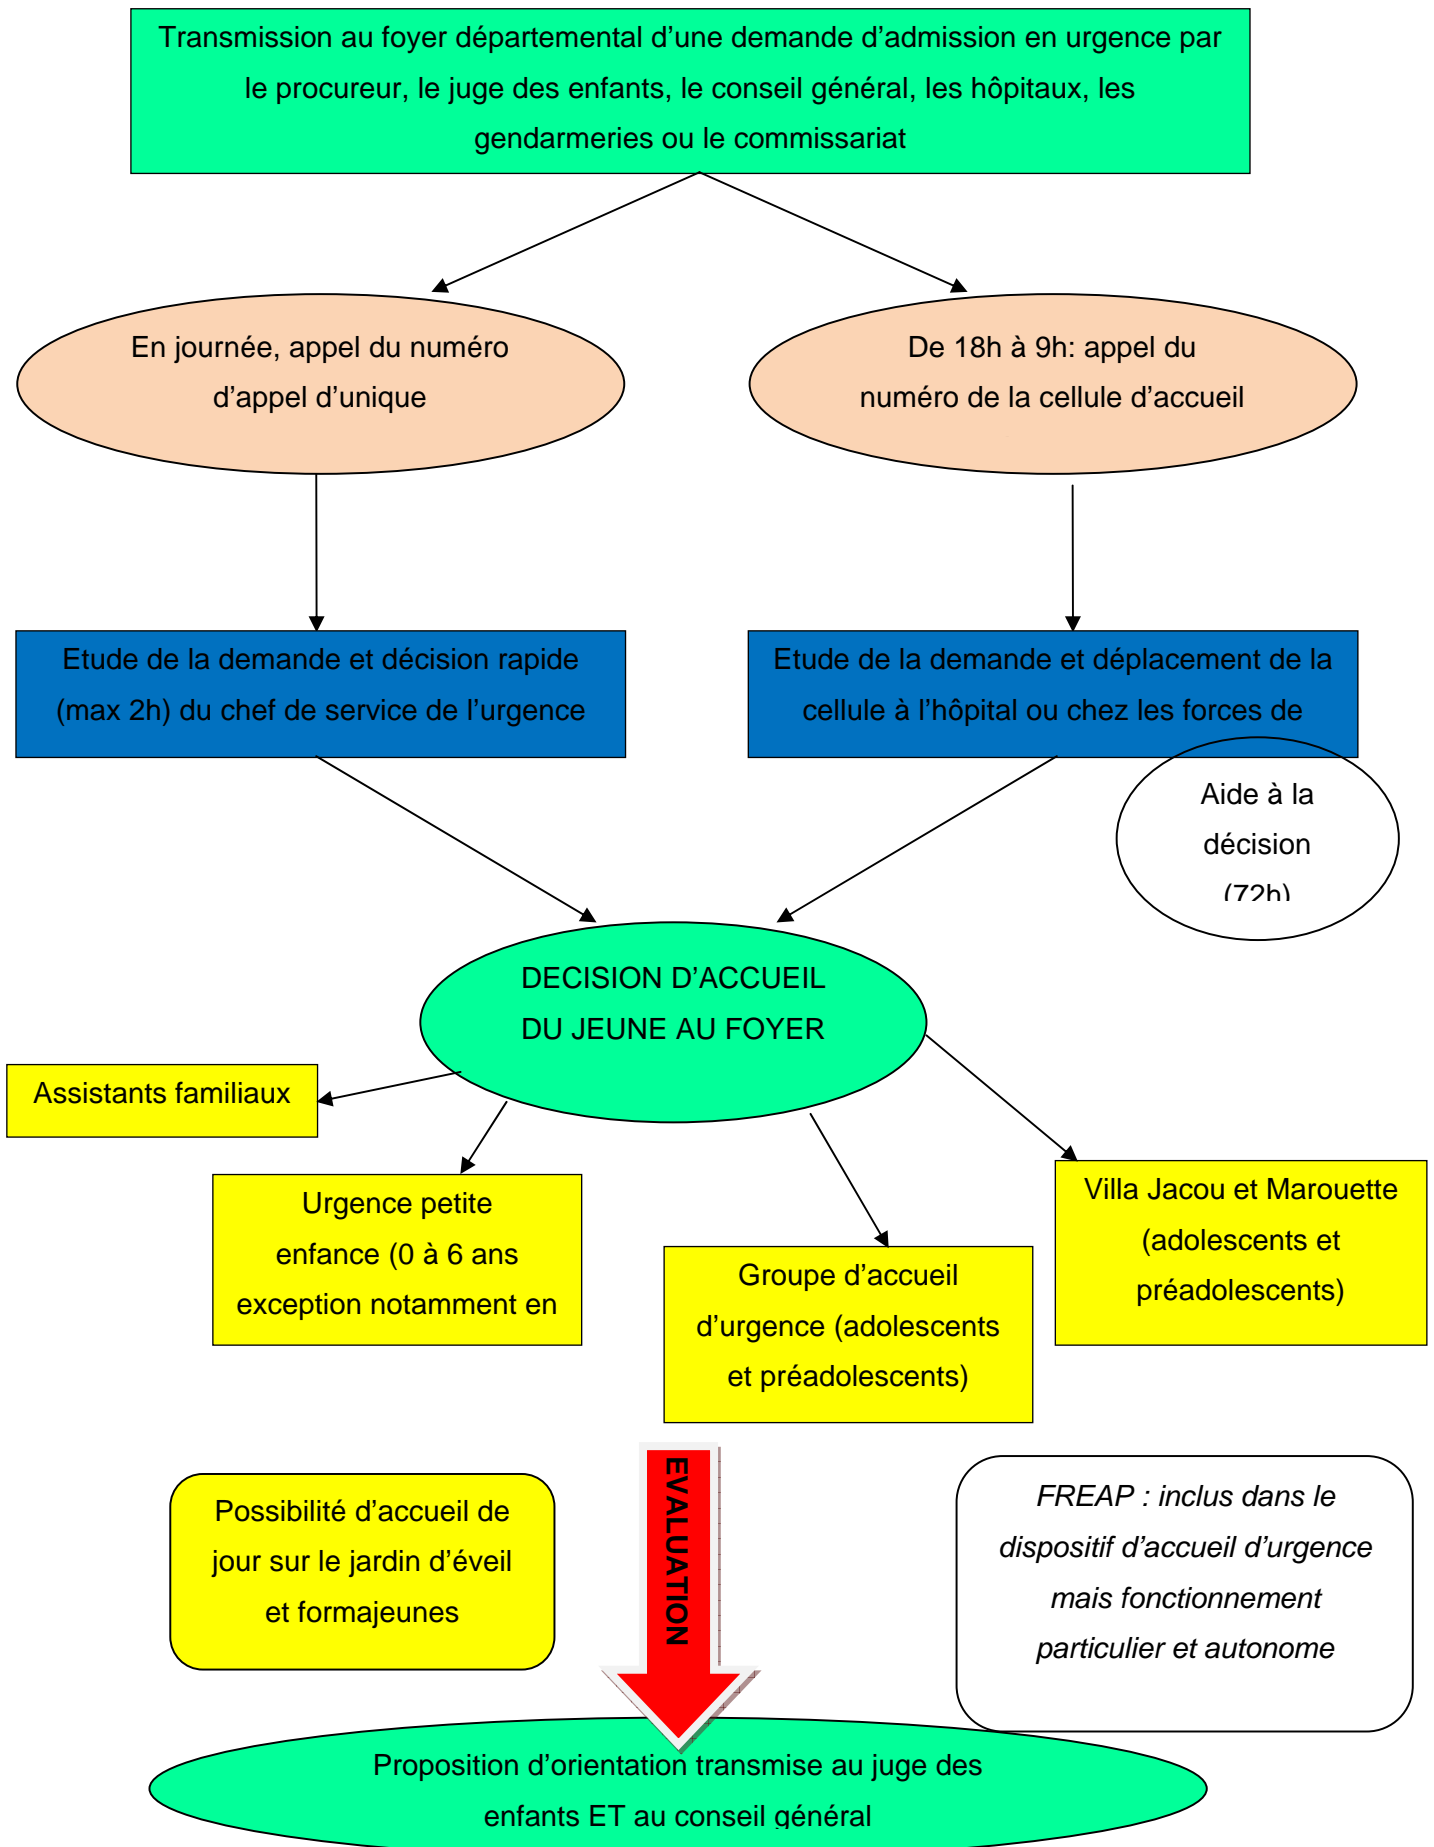 Transmission au foyer départemental d’une demande d’admission en urgence par
le procureur, le juge des enfants, le conseil général, les hôpitaux, les
gendarmeries ou le commissariat
En journée, appel du numéro
d’appel d’unique
De 18h à 9h: appel du
numéro de la cellule d’accueil
Etude de la demande et décision rapide
(max 2h) du chef de service de l’urgence
Etude de la demande et déplacement de la
cellule à l’hôpital ou chez les forces de
Aide à la
décision
(72h)
DECISION D’ACCUEIL
DU JEUNE AU FOYER
Assistants familiaux
Urgence petite
enfance (0 à 6 ans
exception notamment en
Groupe d’accueil
d’urgence (adolescents
et préadolescents)
Villa Jacou et Marouette
(adolescents et
préadolescents)
EVALUATION
Possibilité d’accueil de
jour sur le jardin d’éveil
et formajeunes
FREAP : inclus dans le
dispositif d’accueil d’urgence
mais fonctionnement
particulier et autonome
Proposition d’orientation transmise au juge des
enfants ET au conseil général